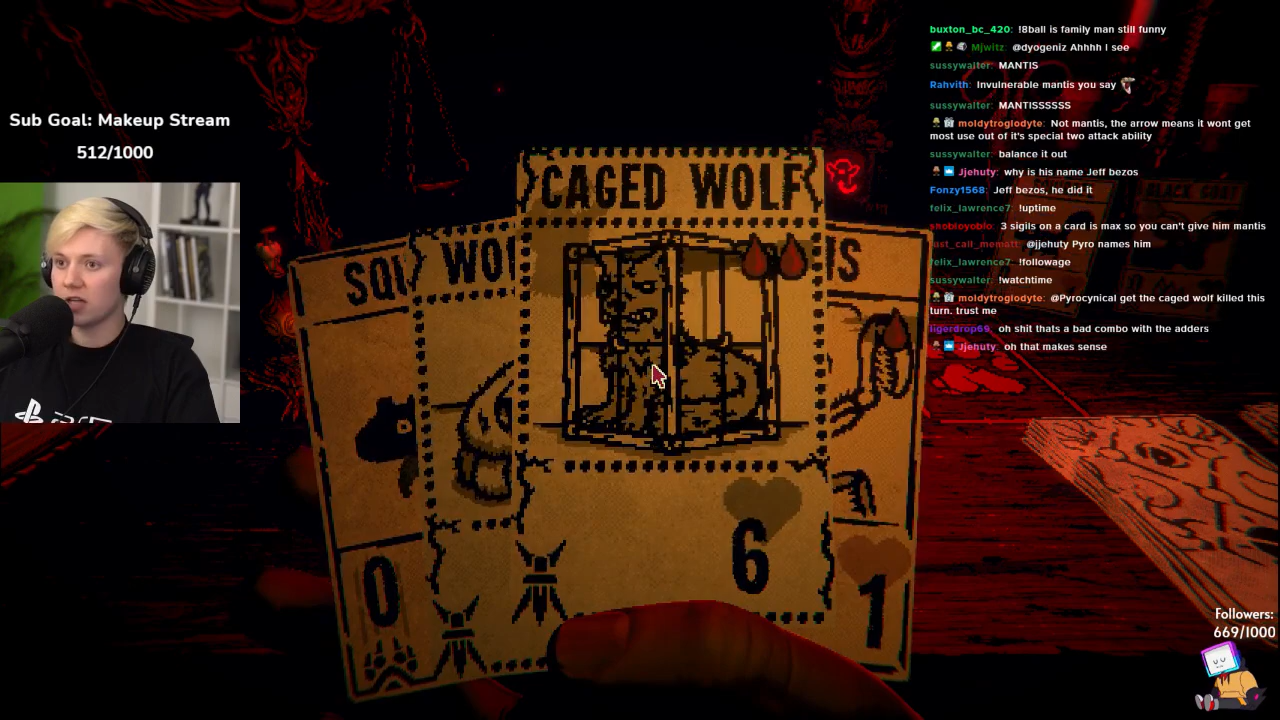 Sub Goal: Makeup Stream
512/1000
CAGED WOLF
SQU
WOL
IS
6
0
1
buxton_bc_420: !8ball is family man still funny
Mjwitz: @dyogeniz Ahhhh I see
sussywalter: MANTIS
Rahvith: Invulnerable mantis you say
sussywalter: MANTISSSSSS
moldytroglodyte: Not mantis, the arrow means it wont get
most use out of it's special two attack ability
sussywalter: balance it out
Jjehuty: why is his name Jeff bezos
Fonzy1568: Jeff bezos, he did it
felix_lawrence7: !uptime
shobioyoblo: 3 sigils on a card is max so you can't give him mantis
just_call_mematt: @jjehuty Pyro names him
felix_lawrence7: !followage
sussywalter: !watchtime
moldytroglodyte: @Pyrocynical get the caged wolf killed this
turn. trust me
tigerdrop69: oh shit thats a bad combo with the adders
Jjehuty: oh that makes sense
BLACK GOAT
Followers:
669/1000